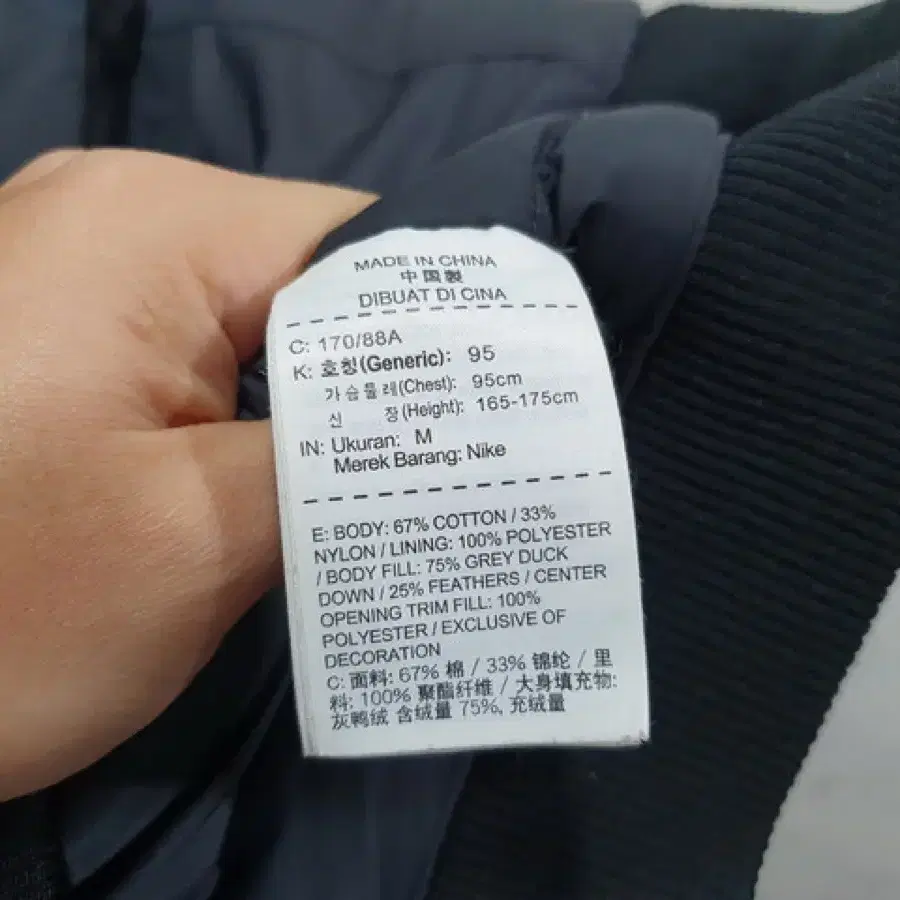 MADE IN CHINA
中国製
DIBUAT DI CINA
C: 170/88A
K: 호칭(Generic): 95
가슴둘레(Chest): 95cm
신 장(Height): 165-175cm
IN: Ukuran: M
Merek Barang: Nike
E: BODY: 67% COTTON / 33%
NYLON / LINING: 100% POLYESTER
/ BODY FILL: 75% GREY DUCK
DOWN / 25% FEATHERS / CENTER
OPENING TRIM FILL: 100%
POLYESTER / EXCLUSIVE OF
DECORATION
C: 面料: 67% 棉 / 33% 锦纶 / 里
料: 100% 聚酯纤维 / 大身填充物:
灰鸭绒 含绒量 75%, 充绒量